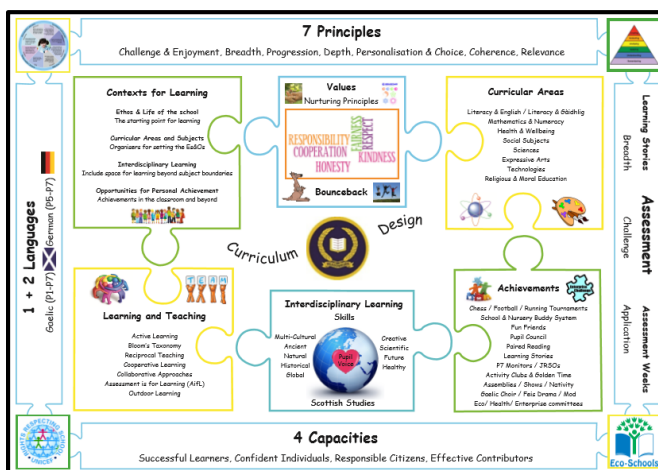 7 Principles
Challenge & Enjoyment, Breadth, Progression, Depth, Personalisation & Choice, Coherence, Relevance
1 + 2 Languages
Gaelic (P1-P7) German (P5-P7)
Contexts for Learning
Ethos & Life of the school
The starting point for learning
Curricular Areas and Subjects
Organisers for setting the Es&Os
Interdisciplinary Learning
Include space for learning beyond subject boundaries
Opportunities for Personal Achievement
Achievements in the classroom and beyond
Values
Nurturing Principles
RESPONSIBILITY
COOPERATION
HONESTY
FAIRNESS
RESPECT
KINDNESS
Bounceback
Curricular Areas
Literacy & English / Literacy & Gàidhlig
Mathematics & Numeracy
Health & Wellbeing
Social Subjects
Sciences
Expressive Arts
Technologies
Religious & Moral Education
Learning Stories
Breadth
Assessment
Challenge
Assessment Weeks
Application
Curriculum Design
Learning and Teaching
Active Learning
Bloom's Taxonomy
Reciprocal Teaching
Cooperative Learning
Collaborative Approaches
Assessment is for Learning (AifL)
Outdoor Learning
TEAM
Interdisciplinary Learning
Skills
Multi-Cultural
Ancient
Natural
Historical
Global
Pupil
Voice
Creative
Scientific
Future
Healthy
Scottish Studies
Achievements
Chess / Football / Running Tournaments
School & Nursery Buddy System
Fun Friends
Pupil Council
Paired Reading
Learning Stories
P7 Monitors / JRSOs
Activity Clubs & Golden Time
Assemblies / Shows / Nativity
Gaelic Choir / Feis Drama / Mod
Eco/ Health/ Enterprise committees
4 Capacities
Successful Learners, Confident Individuals, Responsible Citizens, Effective Contributors
RIGHTS RESPECTING SCHOOL
UNICEF
Eco-Schools